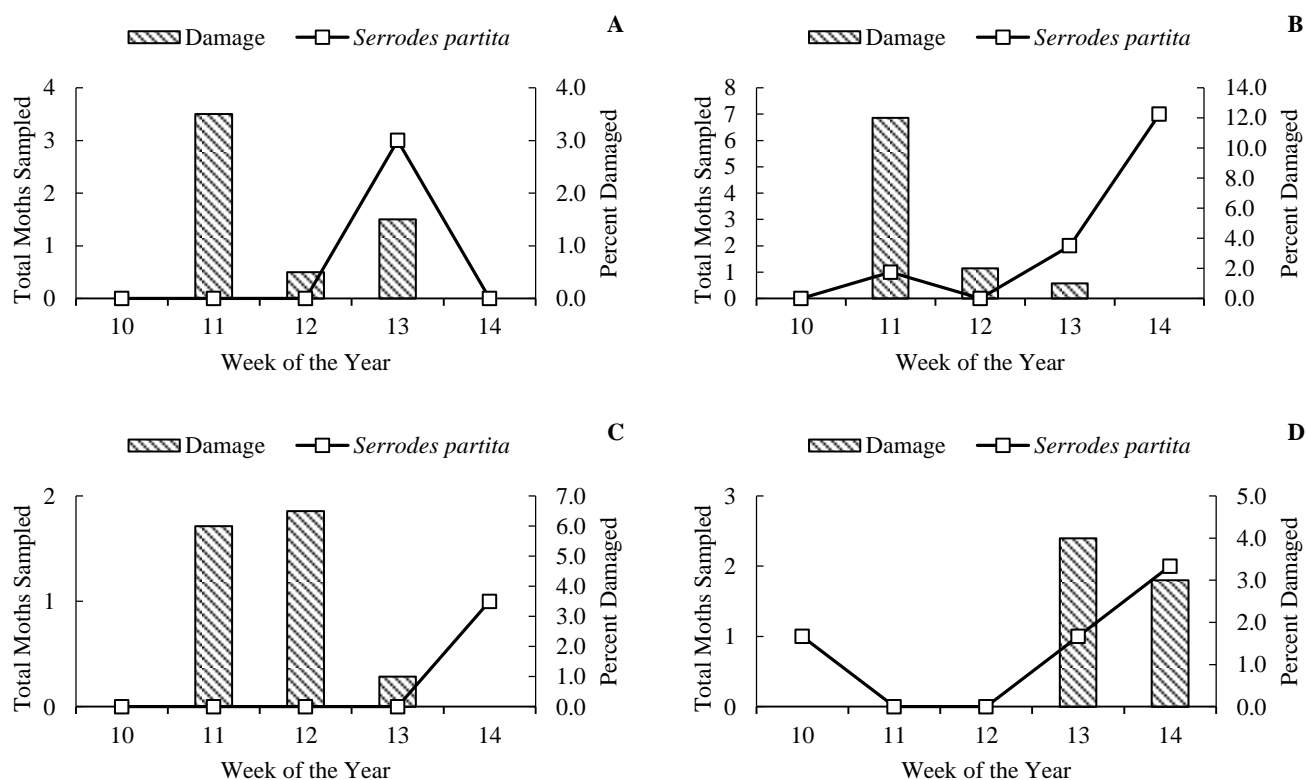 A
Damage Serrodes partita
Total Moths Sampled
4
3
2
1
0
4.0
3.0
2.0
1.0
0.0
Percent Damaged
10 11 12 13 14
Week of the Year
B
Damage Serrodes partita
Total Moths Sampled
8
7
6
5
4
3
2
1
0
14.0
12.0
10.0
8.0
6.0
4.0
2.0
0.0
Percent Damaged
10 11 12 13 14
Week of the Year
C
Damage Serrodes partita
Total Moths Sampled
2
1
0
7.0
6.0
5.0
4.0
3.0
2.0
1.0
0.0
Percent Damaged
10 11 12 13 14
Week of the Year
D
Damage Serrodes partita
Total Moths Sampled
3
2
1
0
5.0
4.0
3.0
2.0
1.0
0.0
Percent Damaged
10 11 12 13 14
Week of the Year